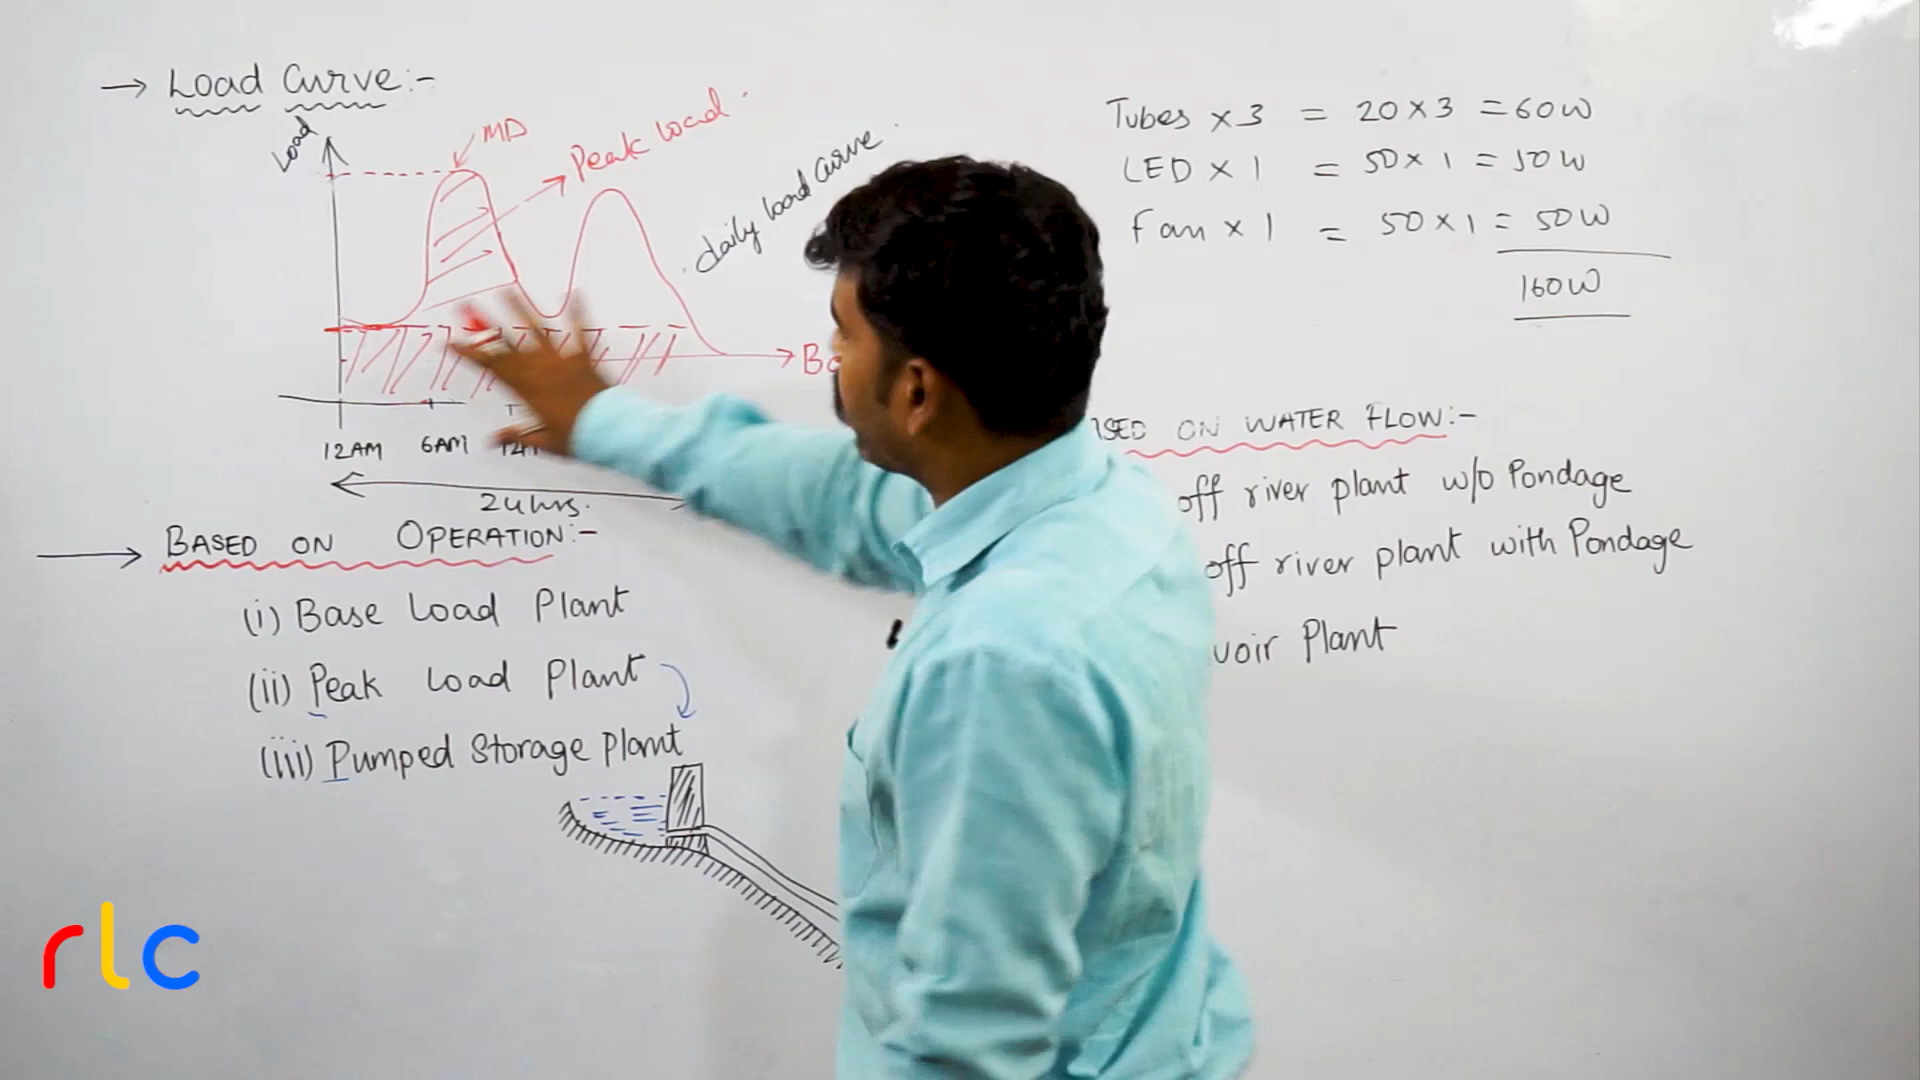 → Load Curve:-
Load
MD
Peak load.
daily load curve.
12AM 6AM
24hrs.
BASED ON OPERATION:-
(i) Base Load Plant
(ii) Peak Load Plant
(iii) Pumped Storage Plant
Tubes × 3 = 20 × 3 = 60W
LED × 1 = 50 × 1 = 50W
Fan × 1 = 50 × 1 = 50W
160W
ON WATER FLOW:-
off river plant w/o Pondage
off river plant with Pondage
Plant
rlc